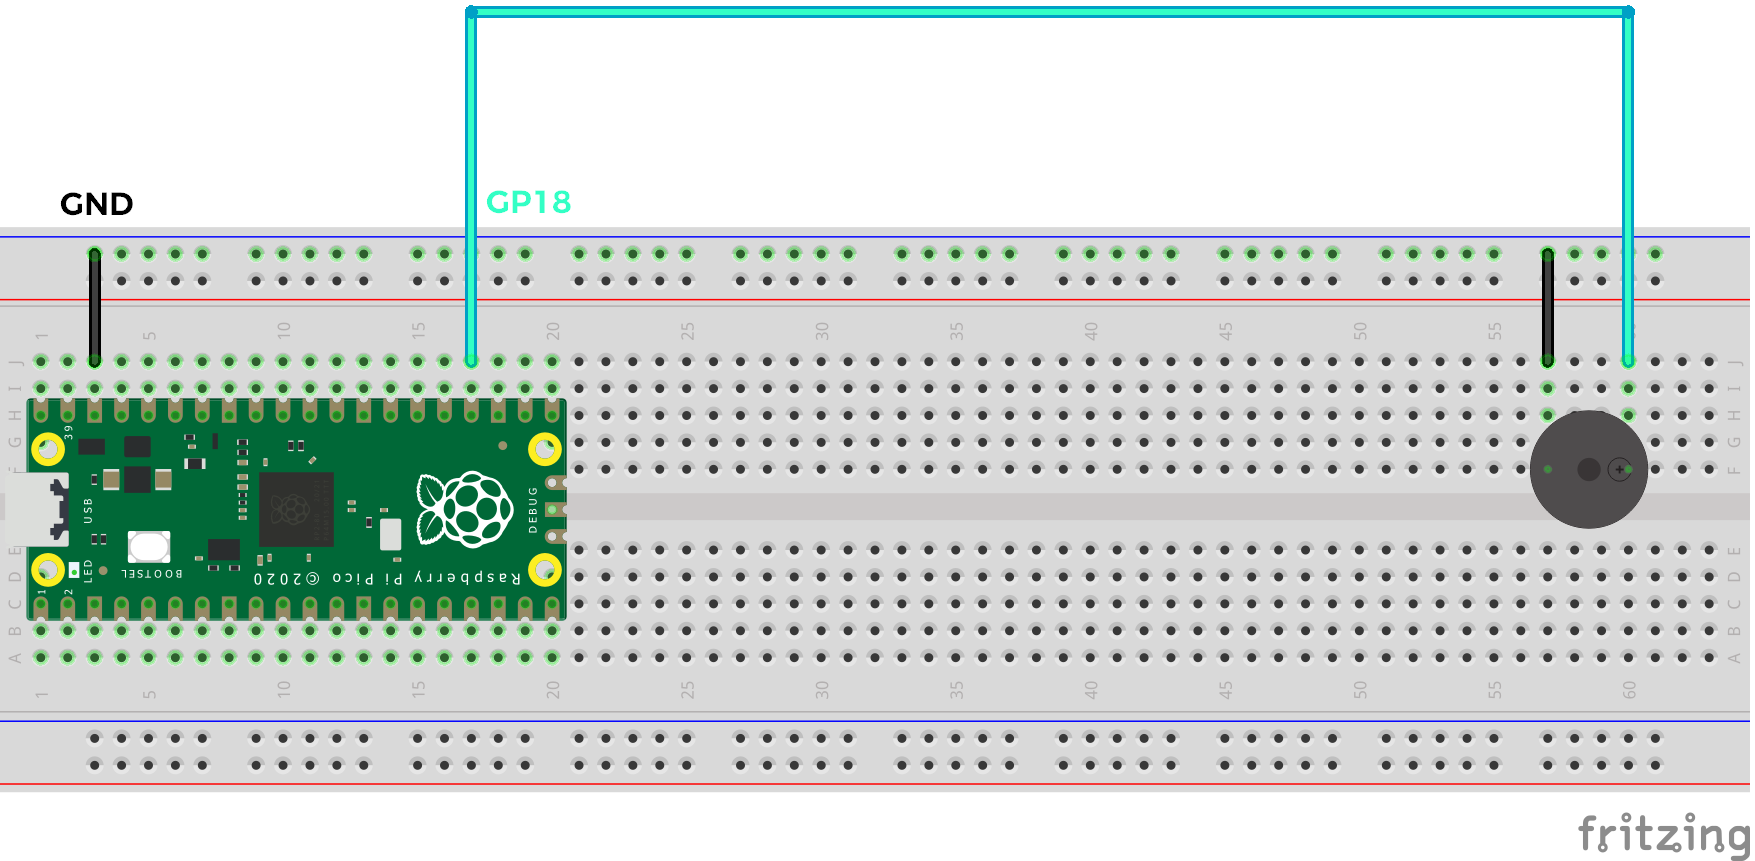 GND
GP18
1 5 10 15 20 25 30 35 40 45 50 55
J J
I I
H H
G G
F
39
USB
DEBUG
E E
D D
C C
B B
A A
LED
BOOTSEL
Raspberry Pi Pico ©2020
1 2
1 5 10 15 20 25 30 35 40 45 50 55 60
fritzing